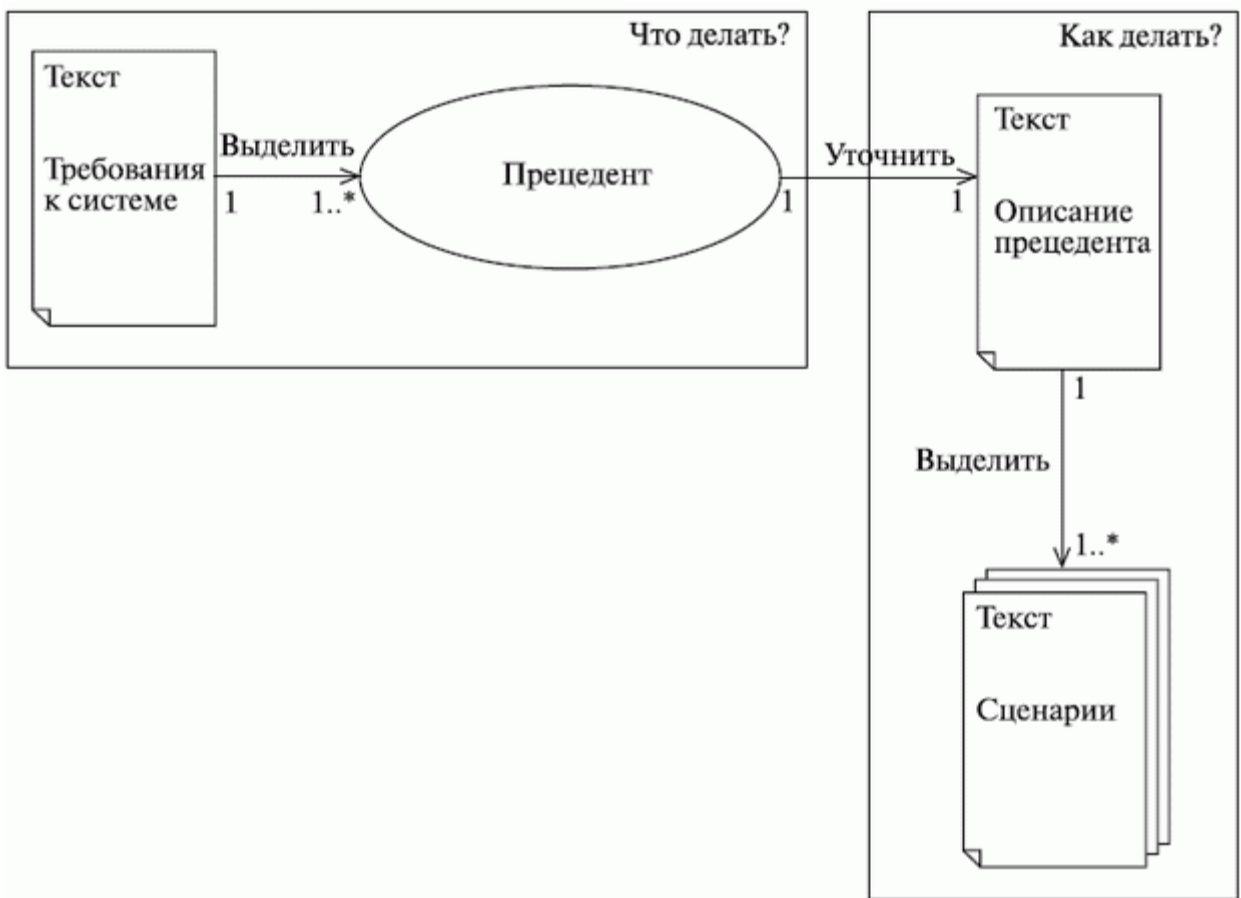 Что делать?
Текст
Требования
к системе
Выделить
1
1..*
Прецедент
1
Уточнить
1
Как делать?
Текст
Описание
прецедента
1
Выделить
1..*
Текст
Сценарии